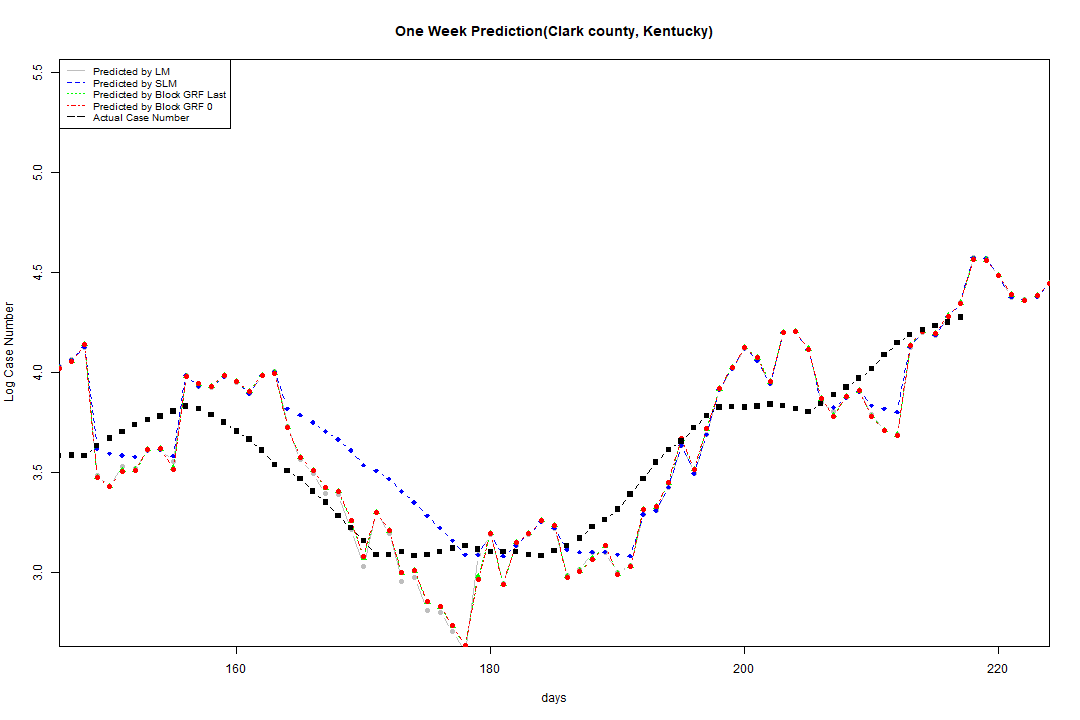 One Week Prediction(Clark county, Kentucky)
Predicted by LM
Predicted by SLM
Predicted by Block GRF Last
Predicted by Block GRF 0
Actual Case Number
5.5
5.0
4.5
4.0
3.5
3.0
Log Case Number
160
180
200
220
days